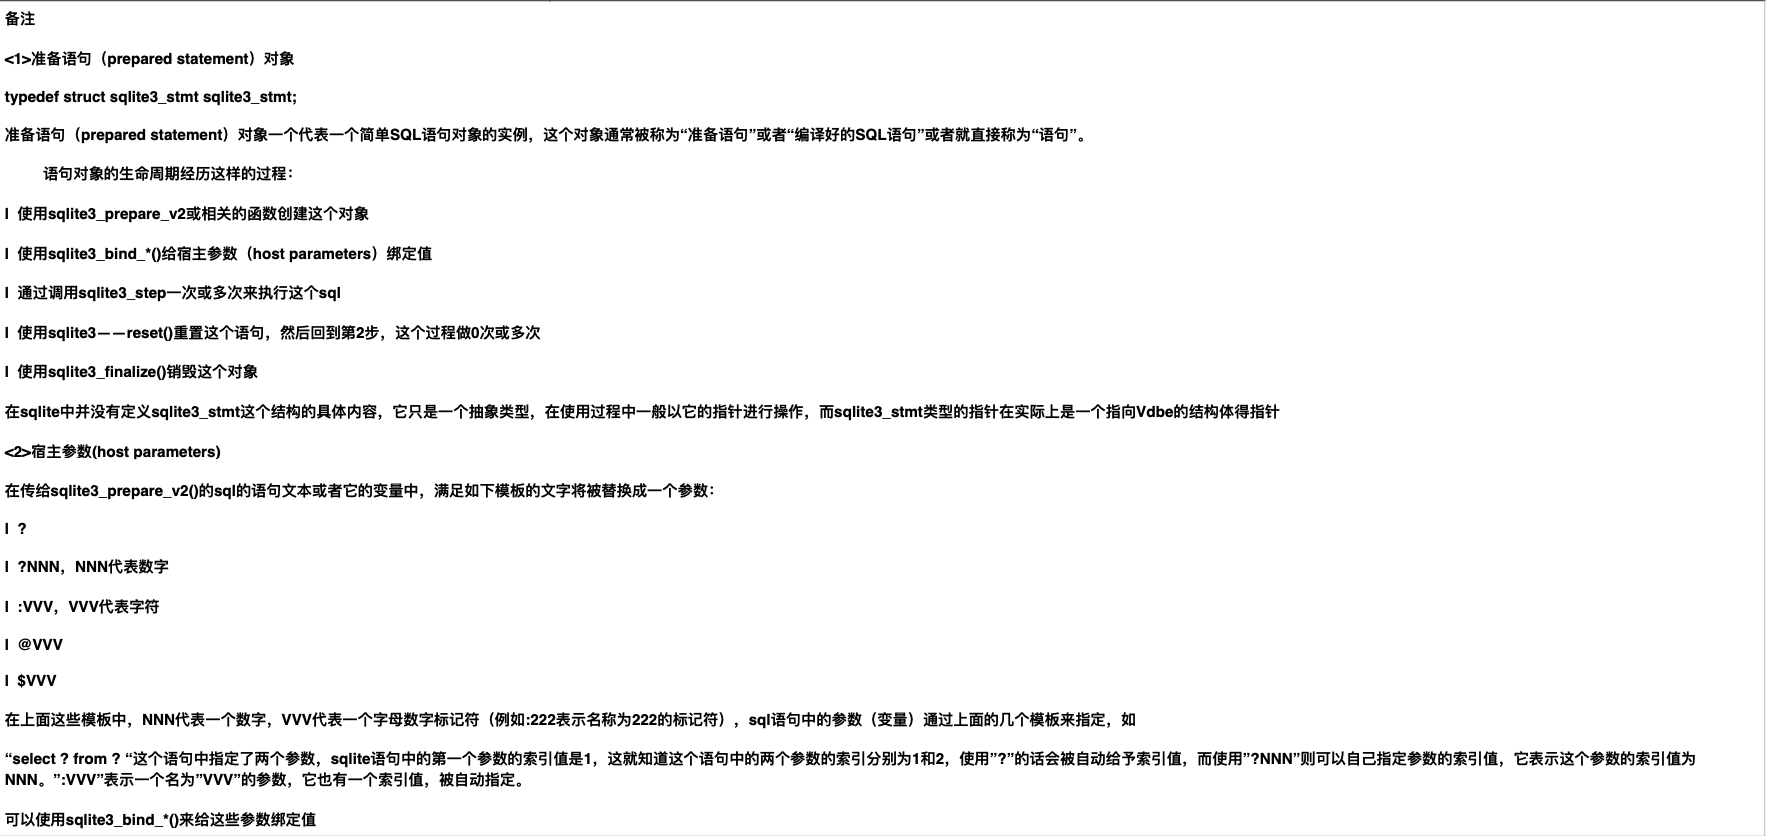 备注
<1>准备语句（prepared statement）对象
typedef struct sqlite3_stmt sqlite3_stmt;
准备语句（prepared statement）对象一个代表一个简单SQL语句对象的实例，这个对象通常被称为“准备语句”或者“编译好的SQL语句”或者就直接称为“语句”。
语句对象的生命周期经历这样的过程：
l 使用sqlite3_prepare_v2或相关的函数创建这个对象
l 使用sqlite3_bind_*()给宿主参数（host parameters）绑定值
l 通过调用sqlite3_step一次或多次来执行这个sql
l 使用sqlite3——reset()重置这个语句，然后回到第2步，这个过程做0次或多次
l 使用sqlite3_finalize()销毁这个对象
在sqlite中并没有定义sqlite3_stmt这个结构的具体内容，它只是一个抽象类型，在使用过程中一般以它的指针进行操作，而sqlite3_stmt类型的指针在实际上是一个指向Vdbe的结构体得指针
<2>宿主参数(host parameters)
在传给sqlite3_prepare_v2()的sql的语句文本或者它的变量中，满足如下模板的文字将被替换成一个参数：
l ?
l ?NNN，NNN代表数字
l :VVV，VVV代表字符
l @VVV
l $VVV
在上面这些模板中，NNN代表一个数字，VVV代表一个字母数字标记符（例如:222表示名称为222的标记符），sql语句中的参数（变量）通过上面的几个模板来指定，如
“select ? from ? “这个语句中指定了两个参数，sqlite语句中的第一个参数的索引值是1，这就知道这个语句中的两个参数的索引分别为1和2，使用”?”的话会被自动给予索引值，而使用”?NNN”则可以自己指定参数的索引值，它表示这个参数的索引值为
NNN。”:VVV”表示一个名为”VVV”的参数，它也有一个索引值，被自动指定。
可以使用sqlite3_bind_*()来给这些参数绑定值